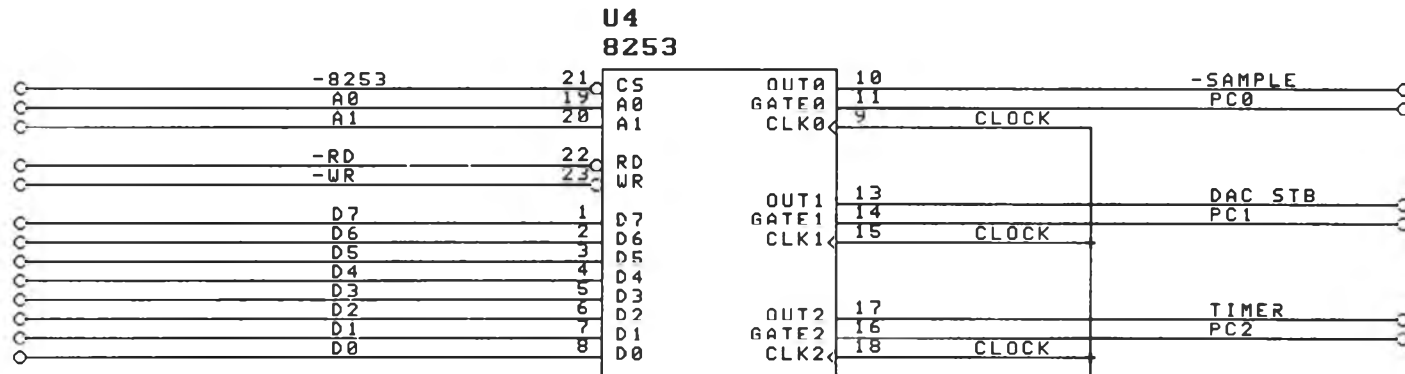 U4
8253
-8253 21 CS OUT0 10 -SAMPLE
A0 19 A0 GATE0 11 PC0
A1 20 A1 CLK0 9 CLOCK
-RD 22 RD
-WR 23 WR
OUT1 13 DAC STB
D7 1 D7 GATE1 14 PC1
D6 2 D6 CLK1 15 CLOCK
D5 3 D5
D4 4 D4
D3 5 D3
D2 6 D2 OUT2 17 TIMER
D1 7 D1 GATE2 16 PC2
D0 8 D0 CLK2 18 CLOCK